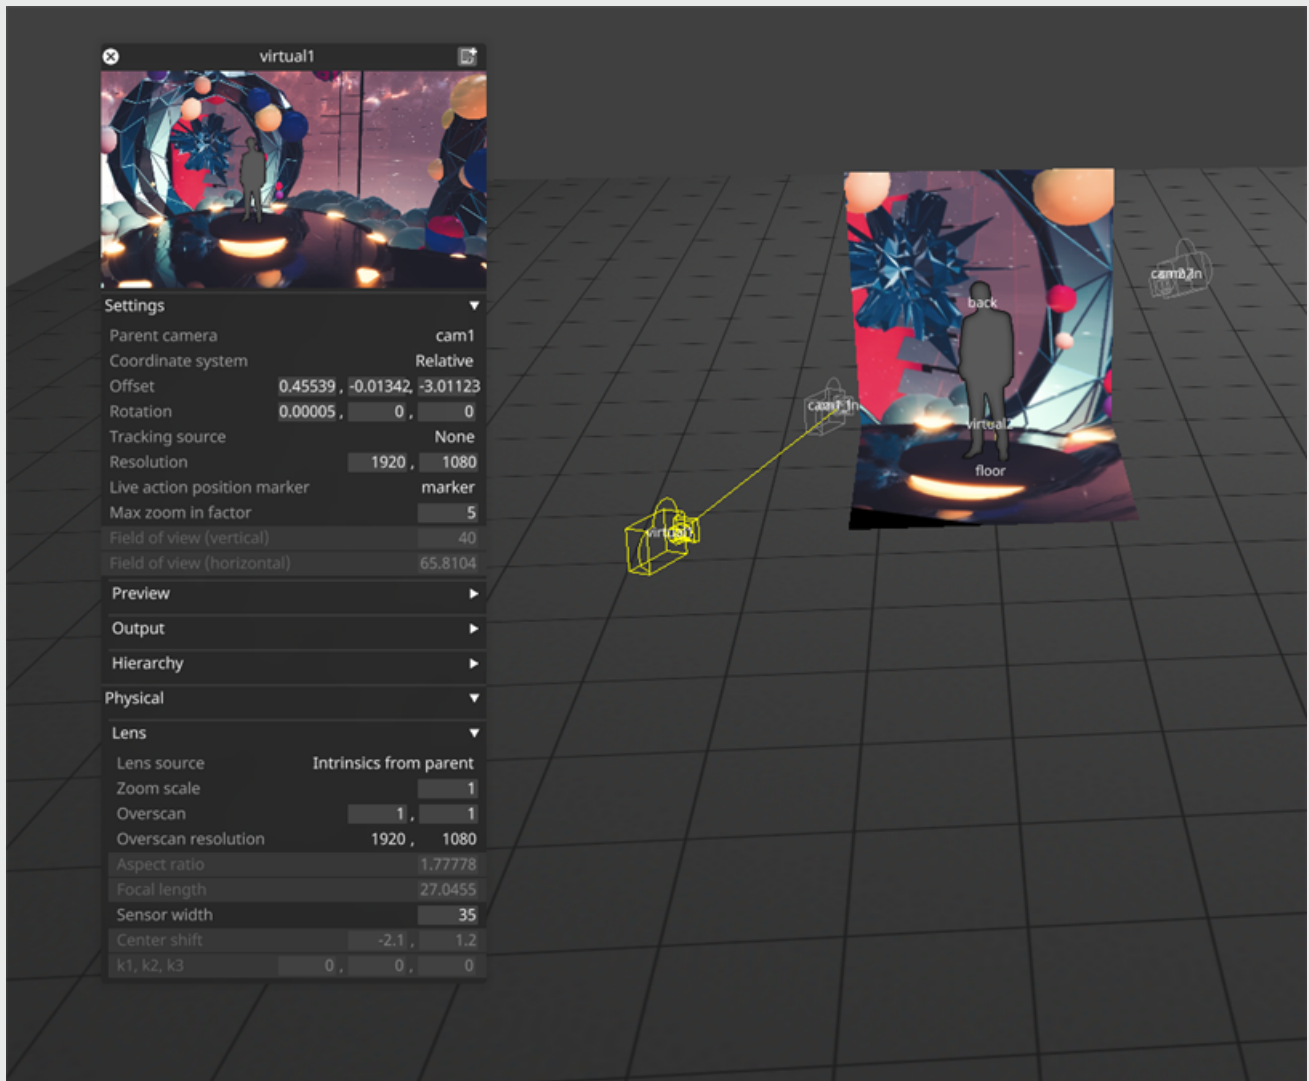 virtual1
Settings
Parent camera cam1
Coordinate system Relative
Offset 0.45539 , -0.01342, -3.01123
Rotation 0.00005 , 0 , 0
Tracking source None
Resolution 1920 , 1080
Live action position marker marker
Max zoom in factor 5
Field of view (vertical) 40
Field of view (horizontal) 65.8104
Preview
Output
Hierarchy
Physical
Lens
Lens source Intrinsics from parent
Zoom scale 1
Overscan 1 , 1
Overscan resolution 1920 , 1080
Aspect ratio 1.77778
Focal length 27.0455
Sensor width 35
Center shift -2.1 , 1.2
k1, k2, k3 0 , 0 , 0
back
virtual2
floor